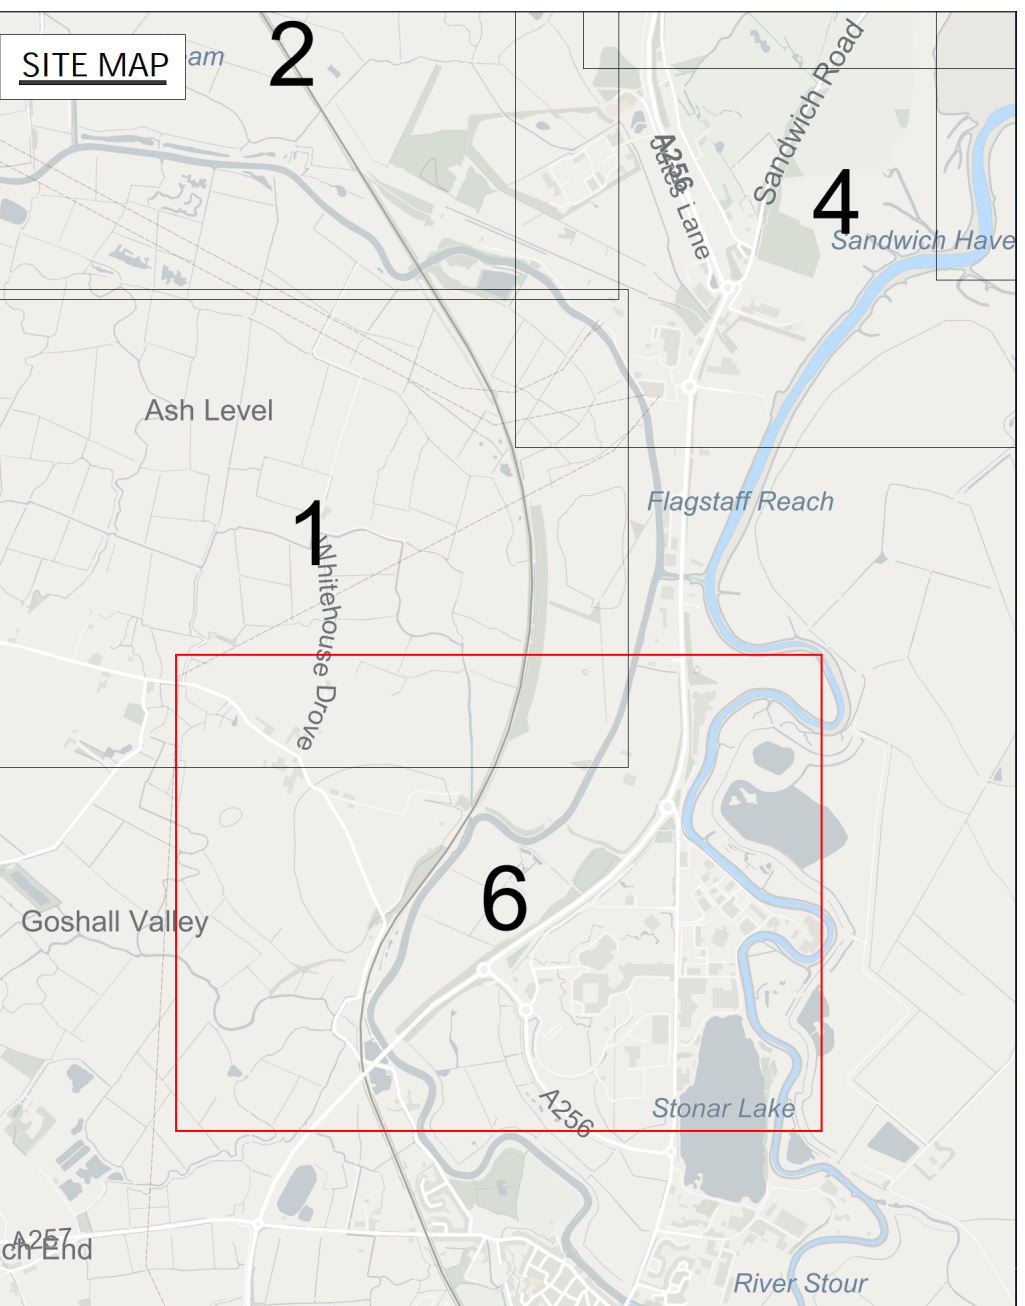 SITE MAP
2
A256
Jutes Lane
Sandwich Road
4
Sandwich Have
Ash Level
1
Flagstaff Reach
Whitehouse Drove
6
Goshall Valley
A256
Stonar Lake
A257
ch End
River Stour